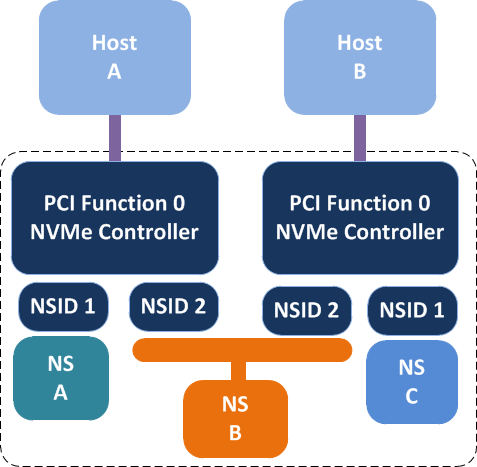 Host
A
Host
B
PCI Function 0
NVMe Controller
PCI Function 0
NVMe Controller
NSID 1
NSID 2
NSID 2
NSID 1
NS
A
NS
B
NS
C